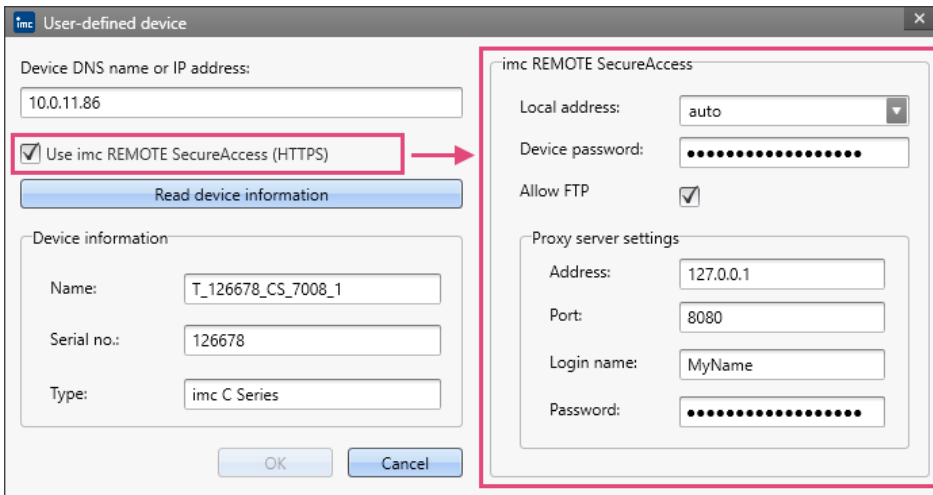 imc User-defined device
Device DNS name or IP address:
10.0.11.86
Use imc REMOTE SecureAccess (HTTPS)
Read device information
Device information
Name: T_126678_CS_7008_1
Serial no.: 126678
Type: imc C Series
OK Cancel
imc REMOTE SecureAccess
Local address: auto
Device password: ●●●●●●●●●●●●●●●●●●
Allow FTP
Proxy server settings
Address: 127.0.0.1
Port: 8080
Login name: MyName
Password: ●●●●●●●●●●●●●●●●●●